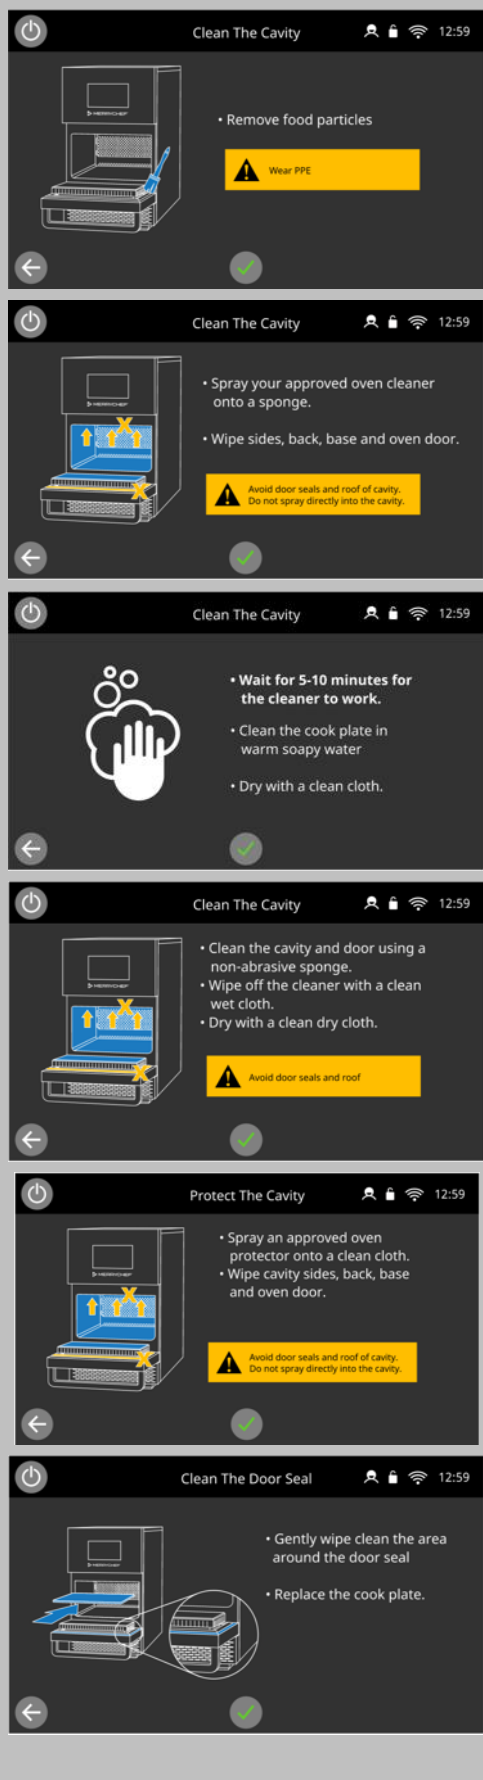 Clean The Cavity
12:59
MERRYCHEF
• Remove food particles
Wear PPE
Clean The Cavity
12:59
MERRYCHEF
• Spray your approved oven cleaner
onto a sponge.
• Wipe sides, back, base and oven door.
Avoid door seals and roof of cavity.
Do not spray directly into the cavity.
Clean The Cavity
12:59
• Wait for 5-10 minutes for
the cleaner to work.
• Clean the cook plate in
warm soapy water
• Dry with a clean cloth.
Clean The Cavity
12:59
MERRYCHEF
• Clean the cavity and door using a
non-abrasive sponge.
• Wipe off the cleaner with a clean
wet cloth.
• Dry with a clean dry cloth.
Avoid door seals and roof
Protect The Cavity
12:59
MERRYCHEF
• Spray an approved oven
protector onto a clean cloth.
• Wipe cavity sides, back, base
and oven door.
Avoid door seals and roof of cavity.
Do not spray directly into the cavity.
Clean The Door Seal
12:59
MERRYCHEF
• Gently wipe clean the area
around the door seal
• Replace the cook plate.